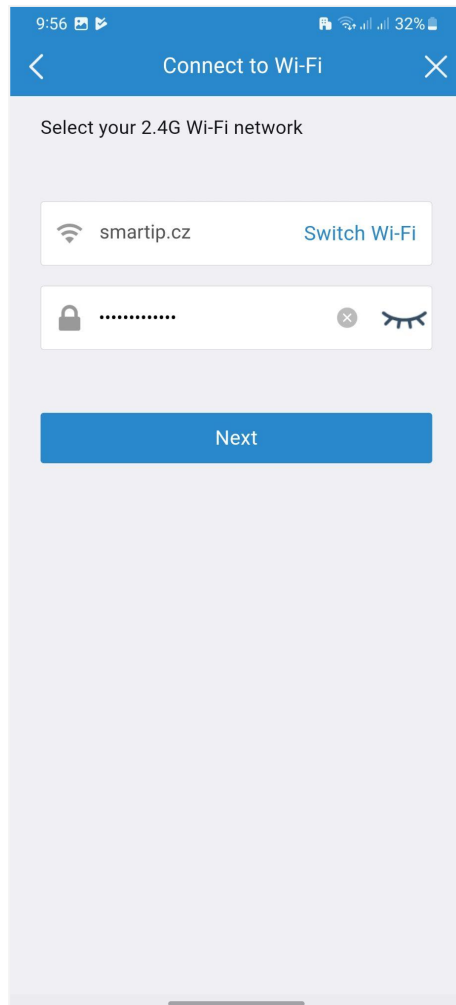 9:56 32%
Connect to Wi-Fi
Select your 2.4G Wi-Fi network
smartip.cz Switch Wi-Fi
•••••••••••••
Next